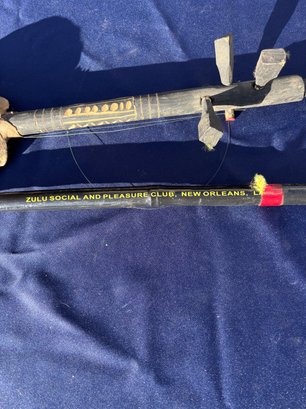 ZULU SOCIAL AND PLEASURE CLUB, NEW ORLEANS,